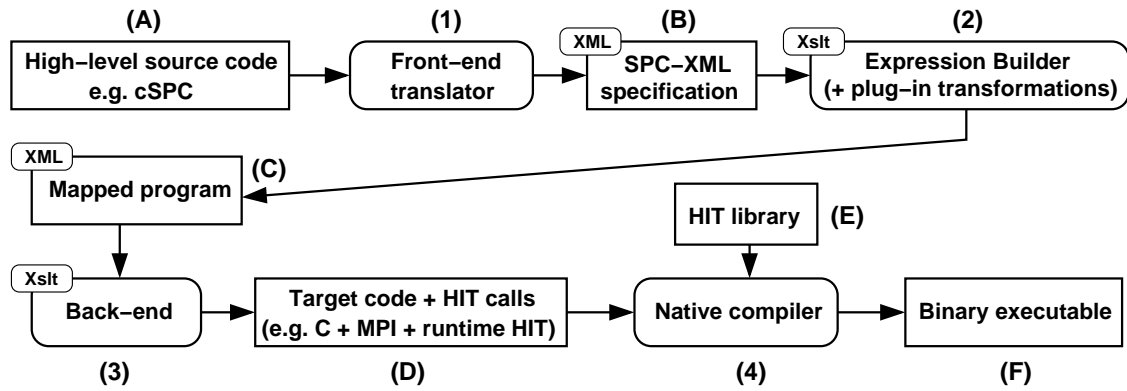 (A)
(1)
(B)
(2)
High-level source code
e.g. cSPC
Front-end
translator
XML
SPC-XML
specification
Xslt
Expression Builder
(+ plug-in transformations)
XML
Mapped program
(C)
HIT library
(E)
Xslt
Back-end
Target code + HIT calls
(e.g. C + MPI + runtime HIT)
Native compiler
Binary executable
(3)
(D)
(4)
(F)